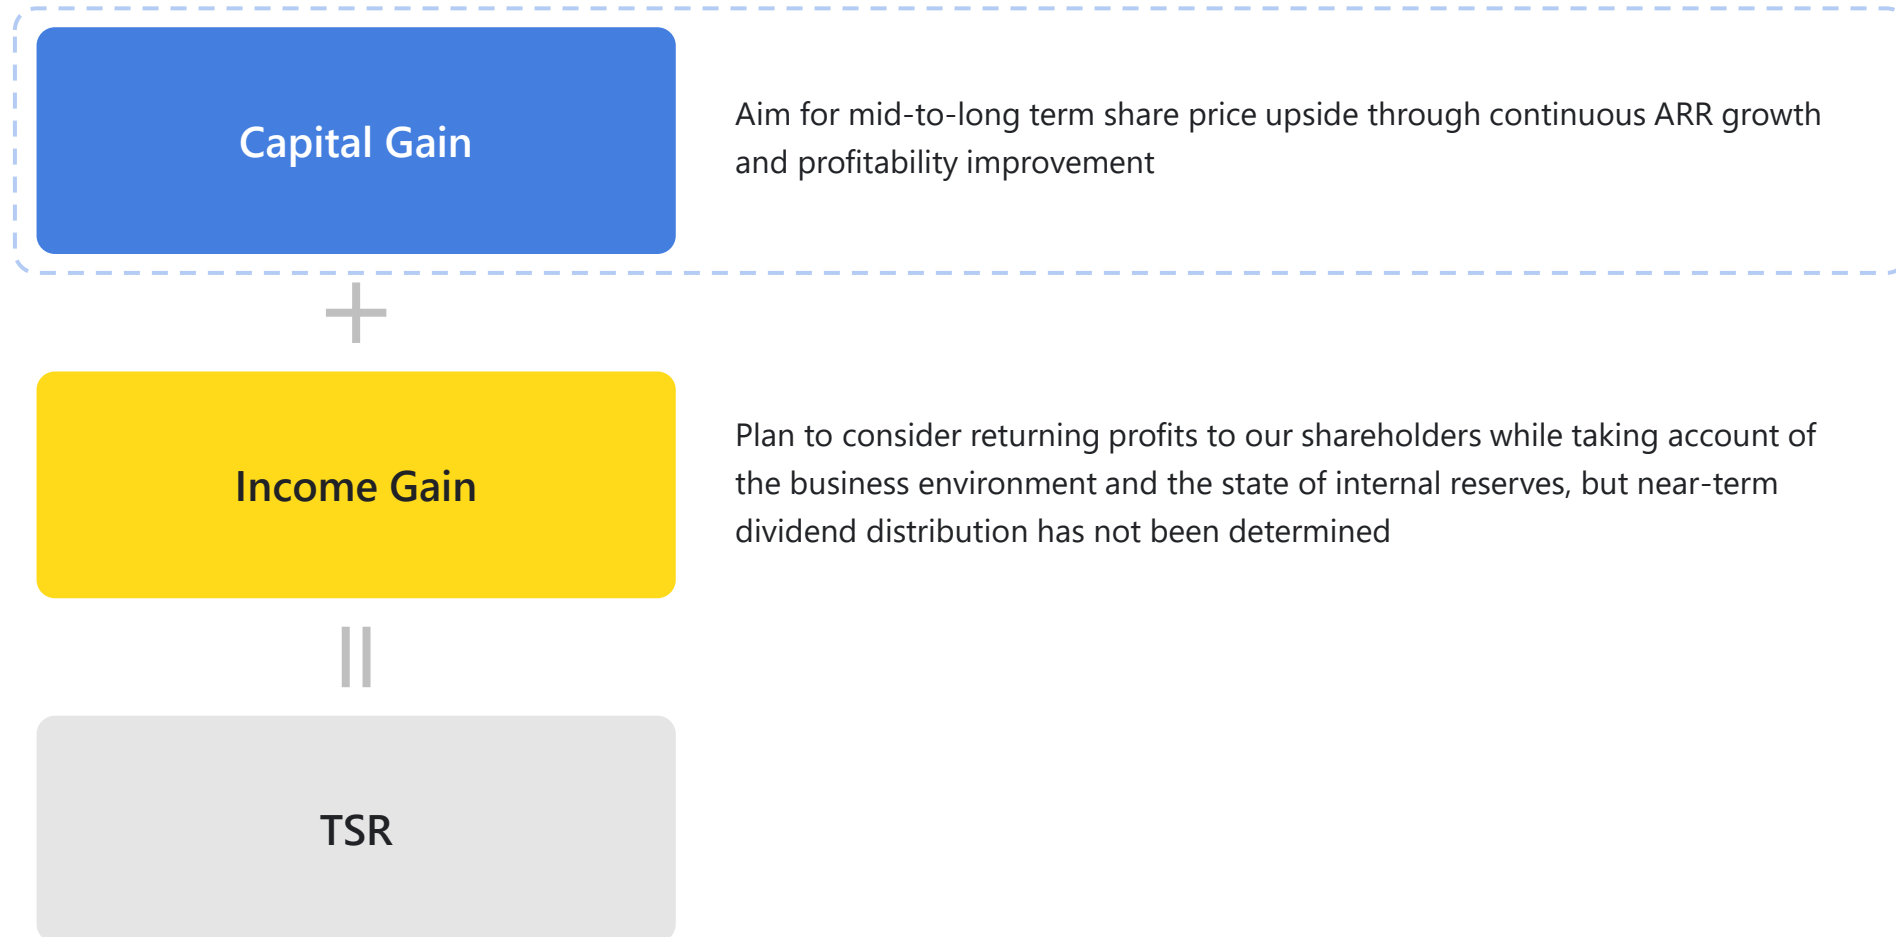 Capital Gain
Aim for mid-to-long term share price upside through continuous ARR growth
and profitability improvement
+
Income Gain
Plan to consider returning profits to our shareholders while taking account of
the business environment and the state of internal reserves, but near-term
dividend distribution has not been determined
TSR